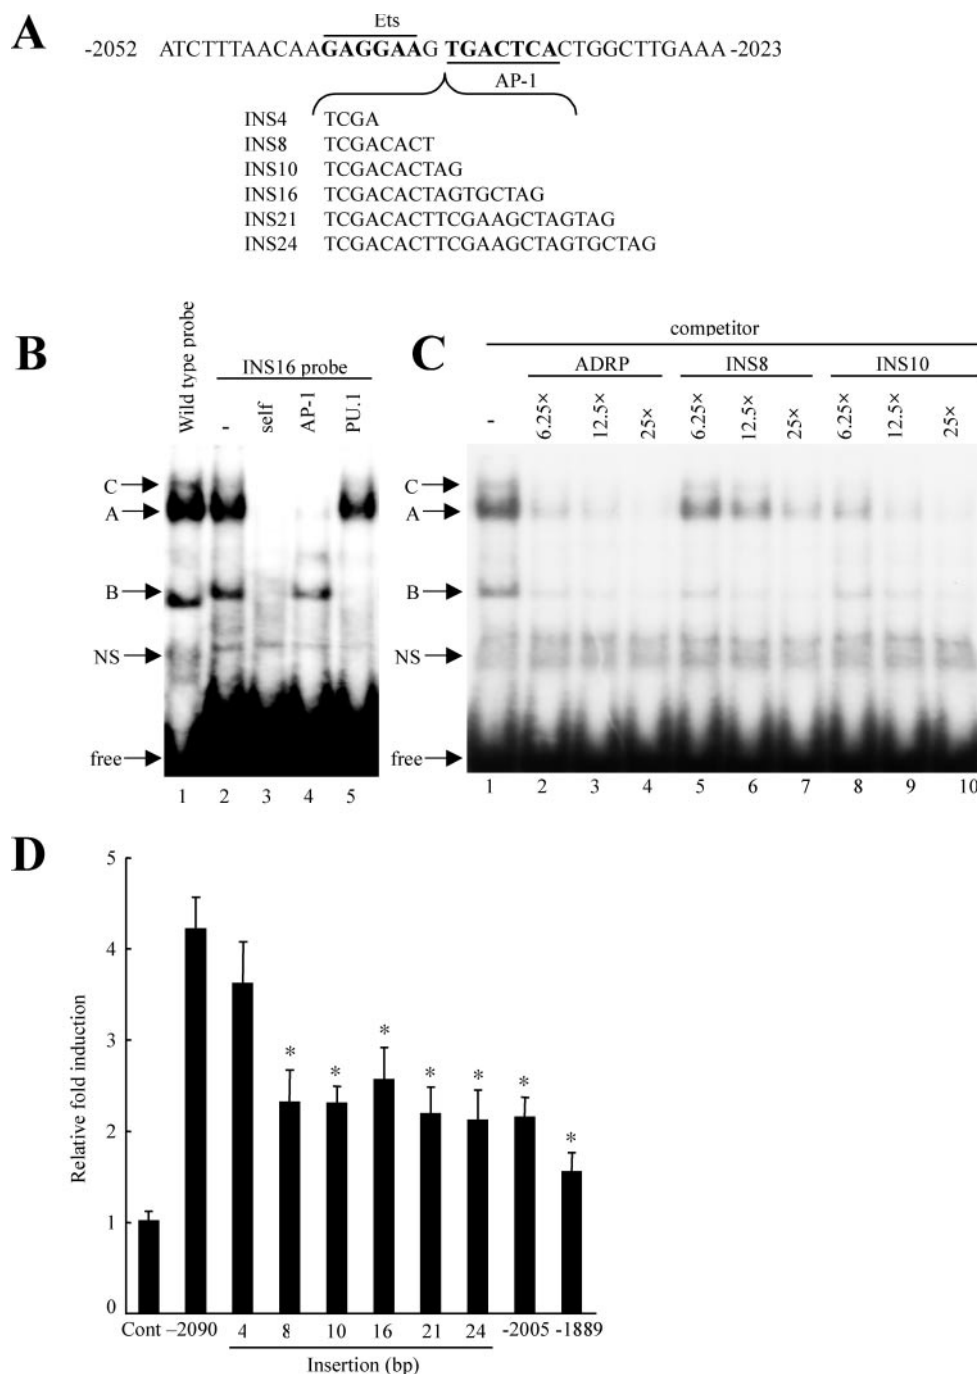 A
Ets
-2052 ATCTTTAACAAGAGGAAG TGACTCACTGGCTTGAAA -2023
AP-1
INS4 TCGA
INS8 TCGACACT
INS10 TCGACACTAG
INS16 TCGACACTAGTGCTAG
INS21 TCGACACTTCGAAGCTAGTAG
INS24 TCGACACTTCGAAGCTAGTGCTAG
B
Wild type probe
INS16 probe
-
self
AP-1
PU.1
C
A
B
NS
free
1 2 3 4 5
C
competitor
ADRP INS8 INS10
- 6.25× 12.5× 25× 6.25× 12.5× 25× 6.25× 12.5× 25×
C
A
B
NS
free
1 2 3 4 5 6 7 8 9 10
D
Relative fold induction
5
4
3
2
1
0
* * * * * * *
Cont –2090 4 8 10 16 21 24 -2005 -1889
Insertion (bp)